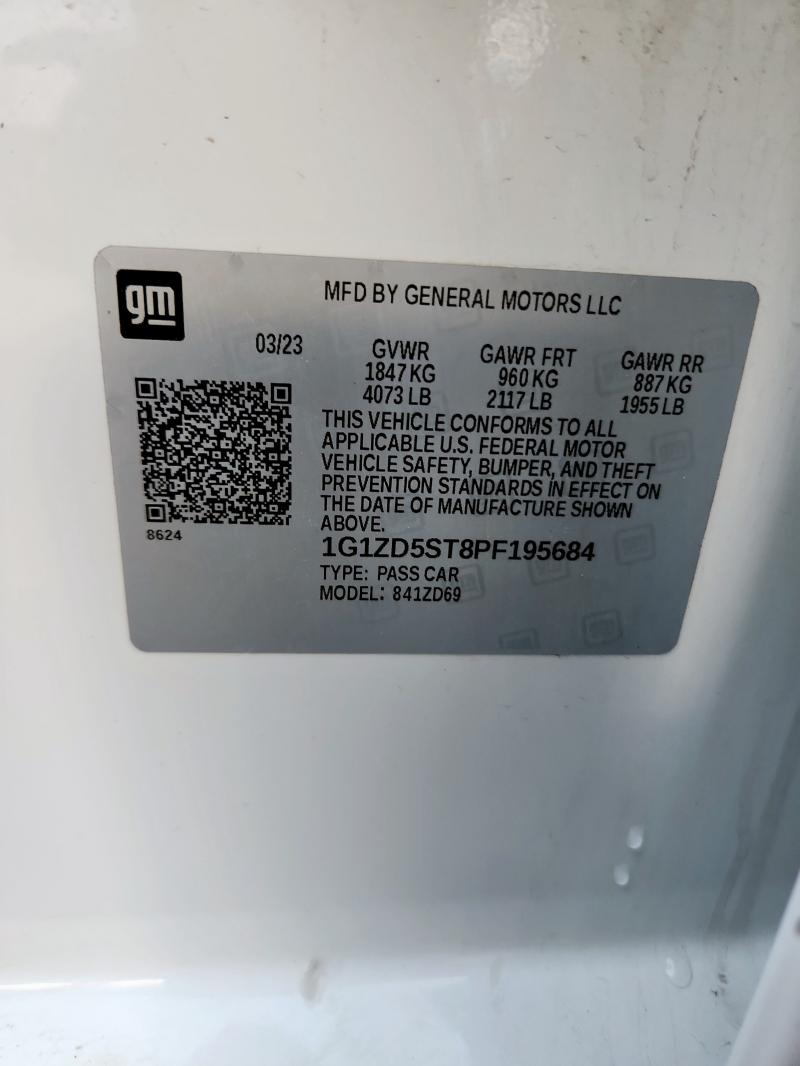 gm
MFD BY GENERAL MOTORS LLC
03/23
GVWR GAWR FRT GAWR RR
1847 KG 960 KG 887 KG
4073 LB 2117 LB 1955 LB
THIS VEHICLE CONFORMS TO ALL
APPLICABLE U.S. FEDERAL MOTOR
VEHICLE SAFETY, BUMPER, AND THEFT
PREVENTION STANDARDS IN EFFECT ON
THE DATE OF MANUFACTURE SHOWN
ABOVE.
8624
1G1ZD5ST8PF195684
TYPE: PASS CAR
MODEL: 841ZD69